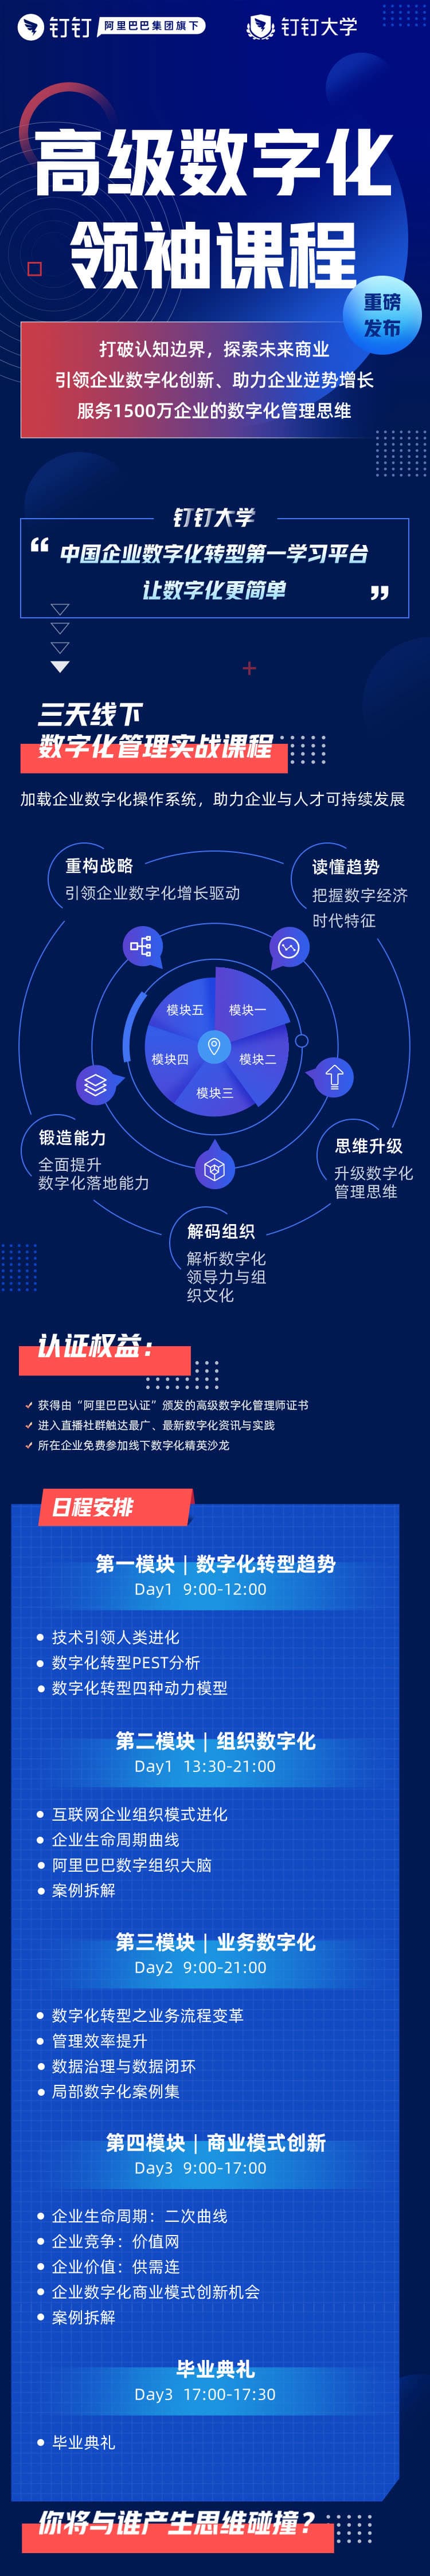 钉钉 阿里巴巴集团旗下 钉钉大学
高级数字化
领袖课程
重磅
发布
打破认知边界，探索未来商业
引领企业数字化创新、助力企业逆势增长
服务1500万企业的数字化管理思维
钉钉大学
“ 中国企业数字化转型第一学习平台
让数字化更简单 ”
三天线下
数字化管理实战课程
加载企业数字化操作系统，助力企业与人才可持续发展
重构战略
引领企业数字化增长驱动
读懂趋势
把握数字经济
时代特征
模块五
模块一
模块四
模块二
模块三
锻造能力
全面提升
数字化落地能力
思维升级
升级数字化
管理思维
解码组织
解析数字化
领导力与组
织文化
认证权益：
获得由“阿里巴巴认证”颁发的高级数字化管理师证书
进入直播社群触达最广、最新数字化资讯与实践
所在企业免费参加线下数字化精英沙龙
日程安排
第一模块｜数字化转型趋势
Day1 9:00-12:00
技术引领人类进化
数字化转型PEST分析
数字化转型四种动力模型
第二模块｜组织数字化
Day1 13:30-21:00
互联网企业组织模式进化
企业生命周期曲线
阿里巴巴数字组织大脑
案例拆解
第三模块｜业务数字化
Day2 9:00-21:00
数字化转型之业务流程变革
管理效率提升
数据治理与数据闭环
局部数字化案例集
第四模块｜商业模式创新
Day3 9:00-17:00
企业生命周期：二次曲线
企业竞争：价值网
企业价值：供需连
企业数字化商业模式创新机会
案例拆解
毕业典礼
Day3 17:00-17:30
毕业典礼
你将与谁产生思维碰撞？